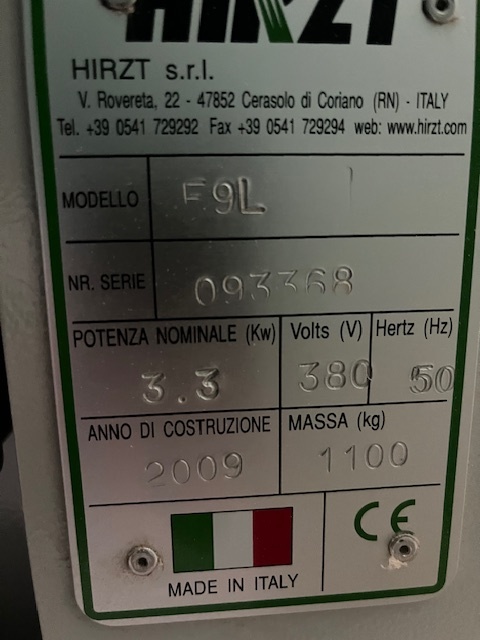 HIRZT
HIRZT s.r.l.
V. Rovereta, 22 - 47852 Cerasolo di Coriano (RN) - ITALY
Tel. +39 0541 729292 Fax +39 0541 729294 web: www.hirzt.com
MODELLO F9L
NR. SERIE 093368
POTENZA NOMINALE (Kw) Volts (V) Hertz (Hz)
3.3 380 50
ANNO DI COSTRUZIONE MASSA (kg)
2009 1100
CE
MADE IN ITALY